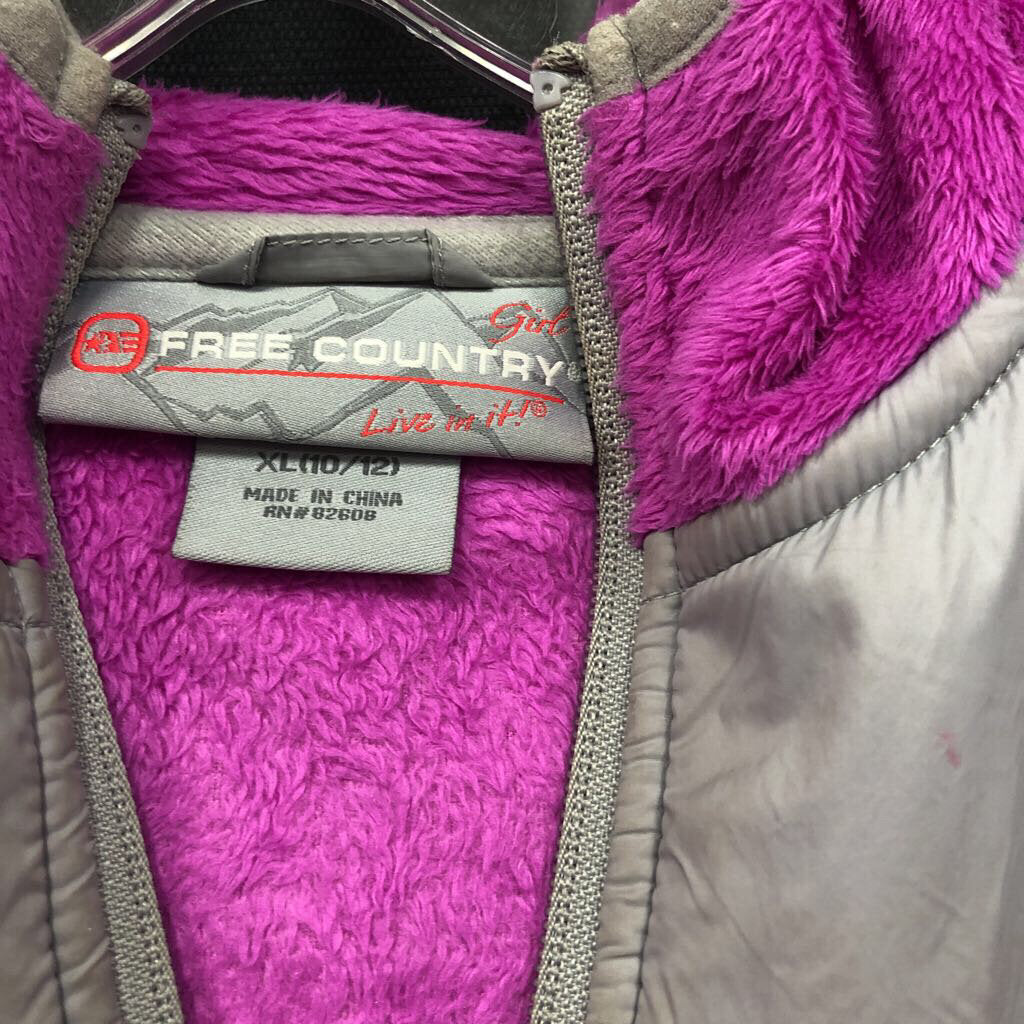 Girl
FREE COUNTRY®
Live in it!®
XL(10/12)
MADE IN CHINA
RN#82608